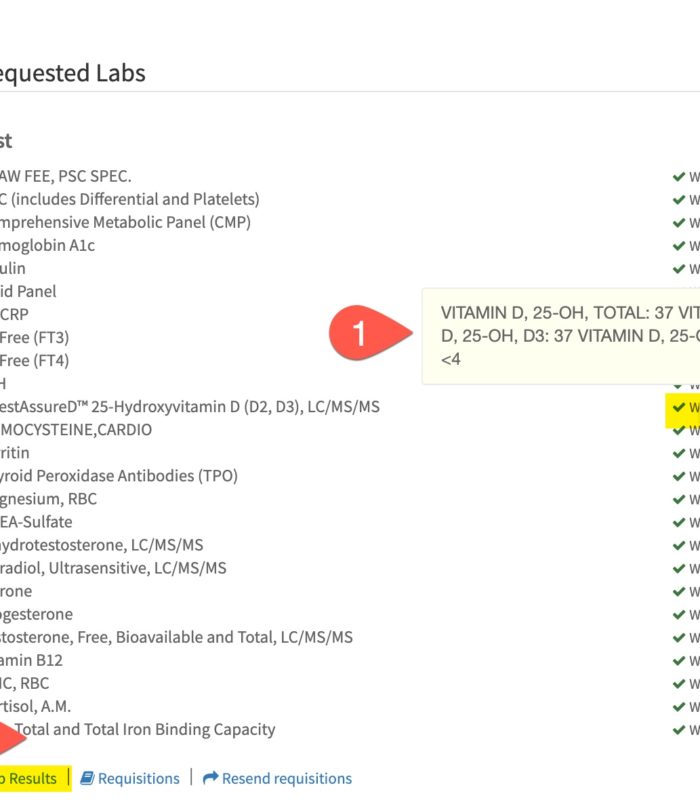 equested Labs
st
AW FEE, PSC SPEC.
W
C (includes Differential and Platelets)
W
mprehensive Metabolic Panel (CMP)
W
moglobin A1c
W
ulin
W
id Panel
CRP
Free (FT3)
Free (FT4)
1
VITAMIN D, 25-OH, TOTAL: 37 VIT
D, 25-OH, D3: 37 VITAMIN D, 25-O
<4
H
W
estAssureD™ 25-Hydroxyvitamin D (D2, D3), LC/MS/MS
W
MOCYSTEINE,CARDIO
W
ritin
W
yroid Peroxidase Antibodies (TPO)
W
gnesium, RBC
W
EA-Sulfate
W
ydrotestosterone, LC/MS/MS
W
radiol, Ultrasensitive, LC/MS/MS
W
rone
W
ogesterone
W
stosterone, Free, Bioavailable and Total, LC/MS/MS
W
amin B12
W
IC, RBC
W
rtisol, A.M.
W
Total and Total Iron Binding Capacity
W
b Results | Requisitions | Resend requisitions